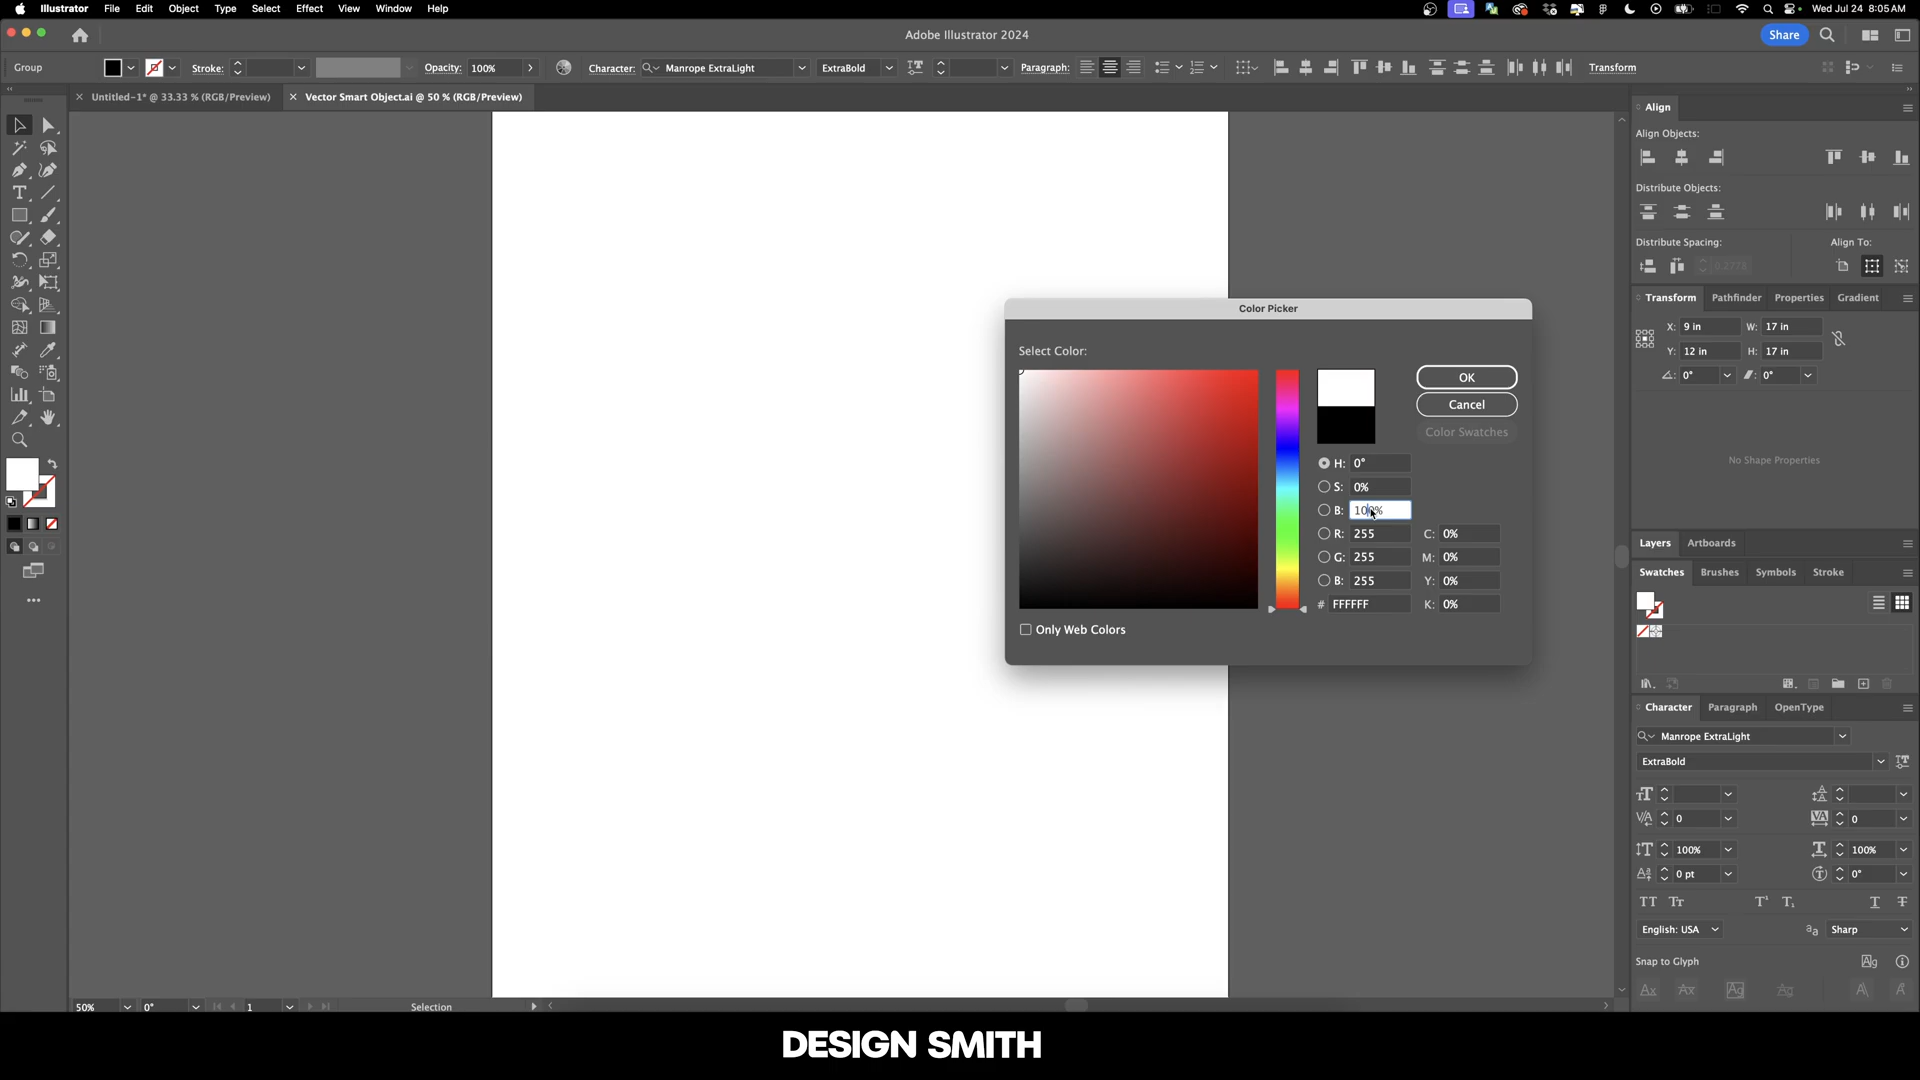 Illustrator File Edit Object Type Select Effect View Window Help Wed Jul 24 8:05 AM
Adobe Illustrator 2024 Share
Group Stroke: Opacity: 100% Character: Manrope ExtraLight ExtraBold Paragraph: Transform
Untitled-1* @ 33.33 % (RGB/Preview) Vector Smart Object.ai @ 50 % (RGB/Preview)
Align
Align Objects:
Distribute Objects:
Distribute Spacing: Align To:
0.2778
Transform Pathfinder Properties Gradient
X: 9 in W: 17 in
Y: 12 in H: 17 in
0° 0°
No Shape Properties
Color Picker
Select Color:
OK
Cancel
Color Swatches
H: 0°
S: 0%
B: 100%
R: 255 C: 0%
G: 255 M: 0%
B: 255 Y: 0%
# FFFFFF K: 0%
Only Web Colors
Layers Artboards
Swatches Brushes Symbols Stroke
Character Paragraph OpenType
Manrope ExtraLight
ExtraBold
0 0
100% 100%
0 pt 0°
English: USA Sharp
Snap to Glyph
50% 0° 1 Selection
DESIGN SMITH